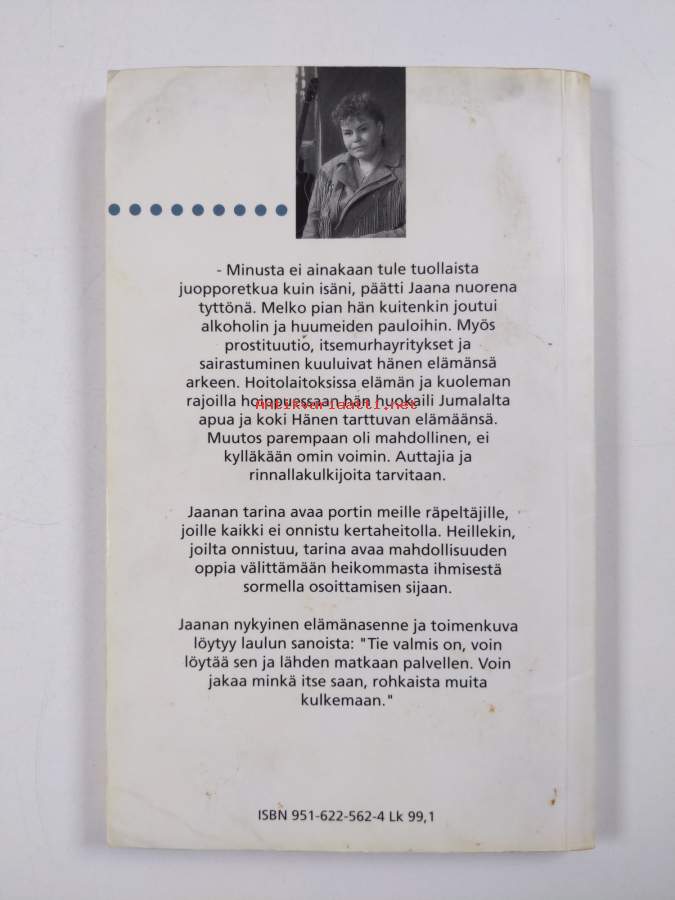 - Minusta ei ainakaan tule tuollaista
juopporetkua kuin isäni, päätti Jaana nuorena
tyttönä. Melko pian hän kuitenkin joutui
alkoholin ja huumeiden pauloihin. Myös
prostituutio, itsemurhayritykset ja
sairastuminen kuuluivat hänen elämänsä
arkeen. Hoitolaitoksissa elämän ja kuoleman
rajoilla hoippuessaan hän huokaili Jumalalta
Antikvariaatti.net
apua ja koki Hänen tarttuvan elämäänsä.
Muutos parempaan oli mahdollinen, ei
kylläkään omin voimin. Auttajia ja
rinnallakulkijoita tarvitaan.
Jaanan tarina avaa portin meille räpeltäjille,
joille kaikki ei onnistu kertaheitolla. Heillekin,
joilta onnistuu, tarina avaa mahdollisuuden
oppia välittämään heikommasta ihmisestä
sormella osoittamisen sijaan.
Jaanan nykyinen elämänasenne ja toimenkuva
löytyy laulun sanoista: "Tie valmis on, voin
löytää sen ja lähden matkaan palvellen. Voin
jakaa minkä itse saan, rohkaista muita
kulkemaan."
ISBN 951-622-562-4 Lk 99,1